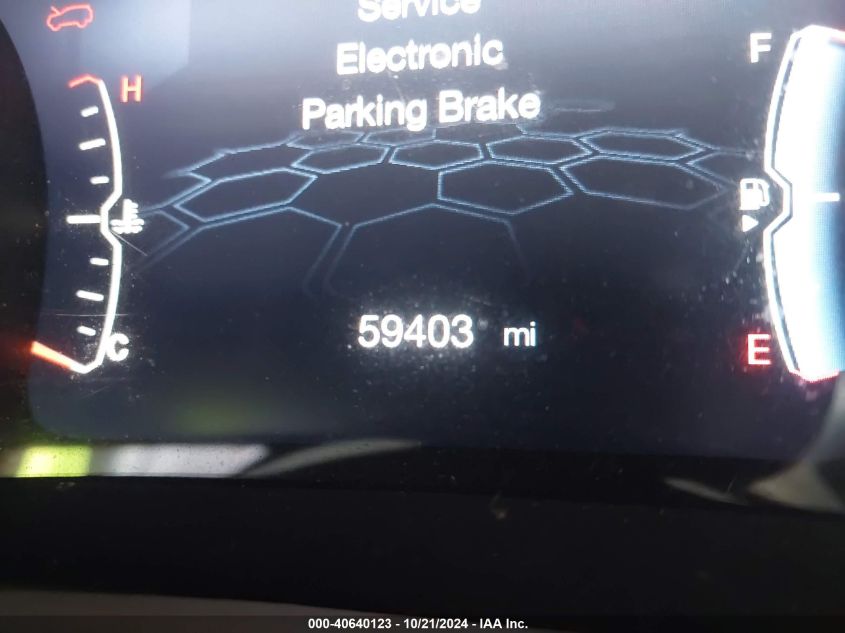 Service
Electronic
Parking Brake
H
F
59403 mi
C
E
000-40640123 - 10/21/2024 - IAA Inc.